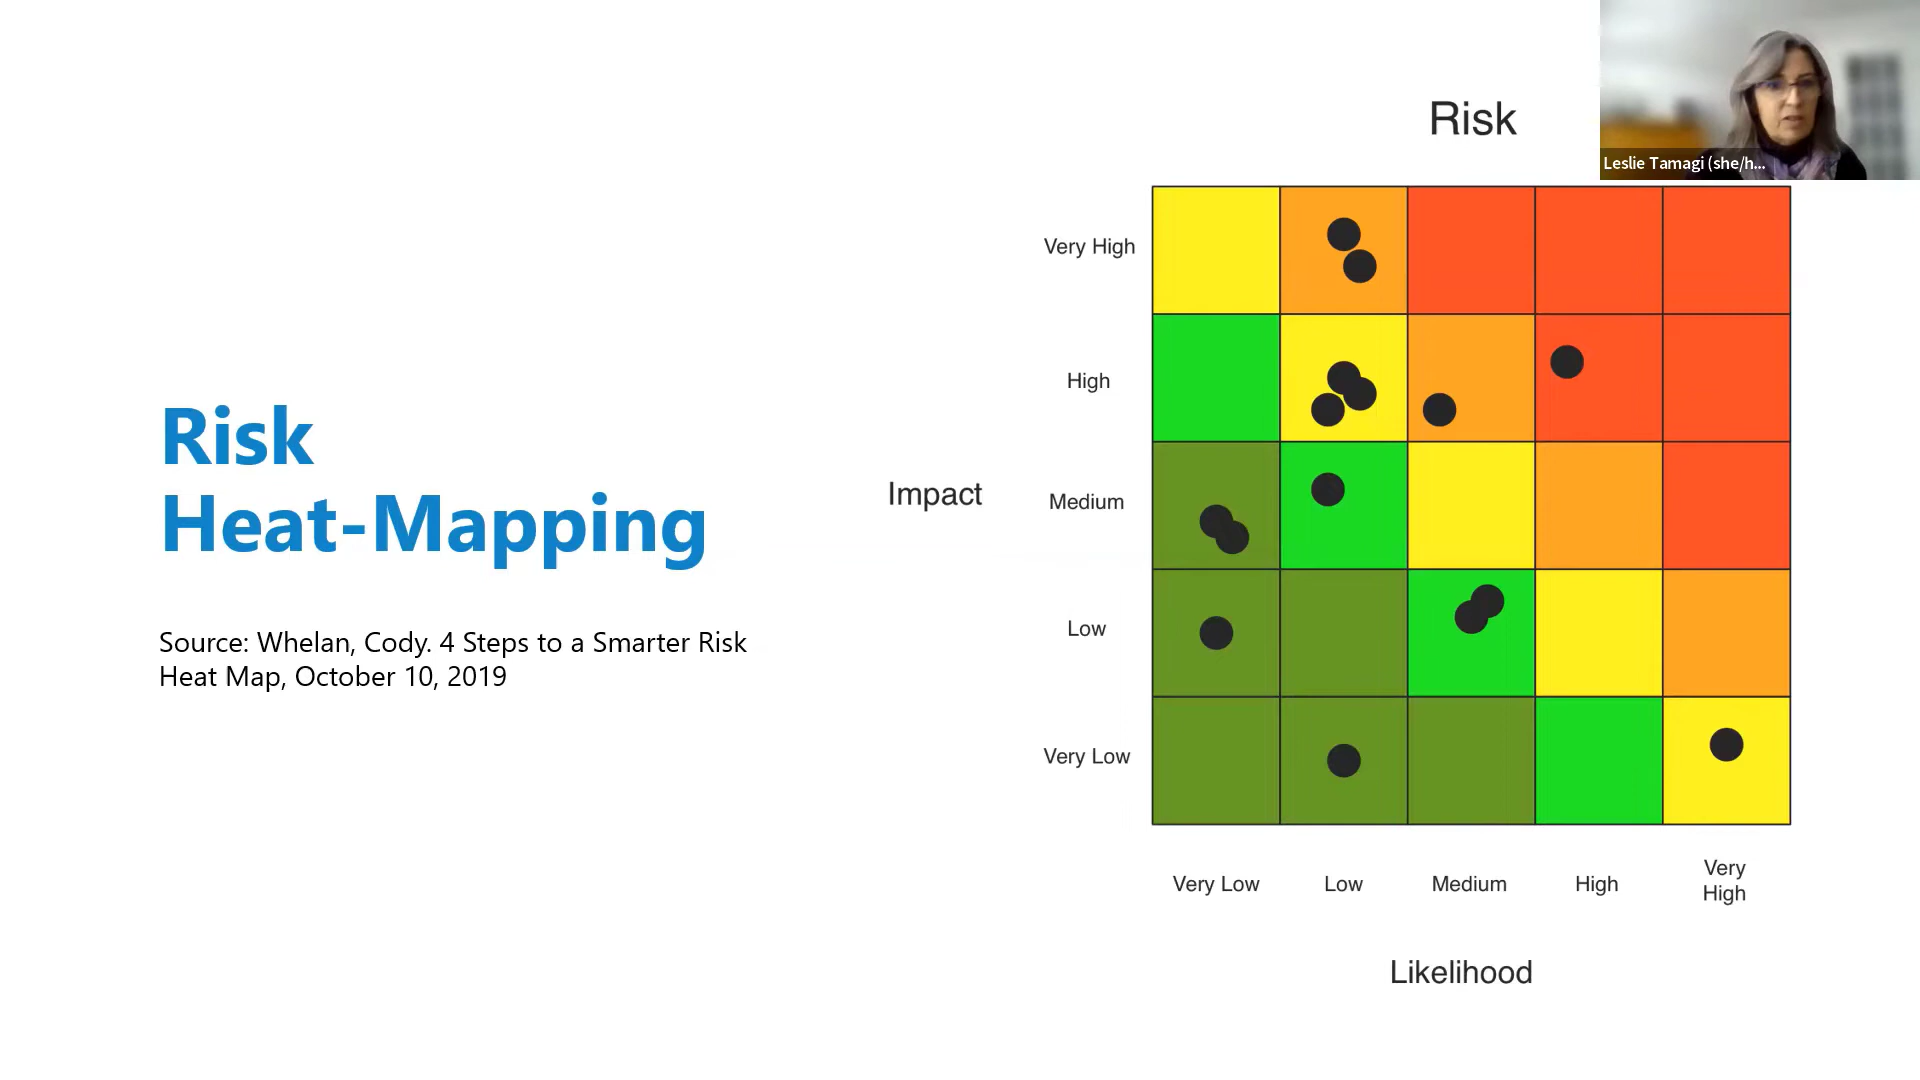 Risk
Leslie Tamagi (she/h...
Risk
Heat-Mapping
Source: Whelan, Cody. 4 Steps to a Smarter Risk
Heat Map, October 10, 2019
Impact
Very High
High
Medium
Low
Very Low
Very Low
Low
Medium
High
Very
High
Likelihood